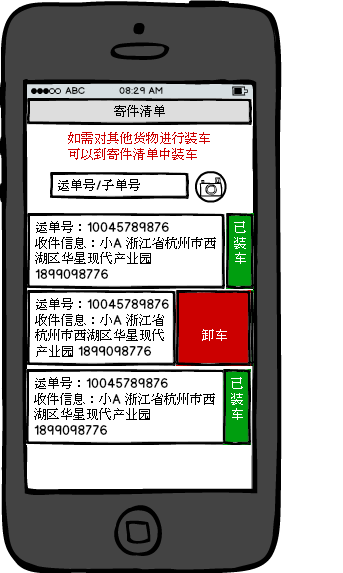 ABC 08:29 AM
寄件清单
如需对其他货物进行装车
可以到寄件清单中装车
运单号/子单号
运单号：10045789876
收件信息：小A 浙江省杭州市西
湖区华星现代产业园
1899098776
已装车
运单号：10045789876
收件信息：小A 浙江省
杭州市西湖区华星现代
产业园 1899098776
卸车
运单号：10045789876
收件信息：小A 浙江省杭州市西
湖区华星现代产业园
1899098776
已装车